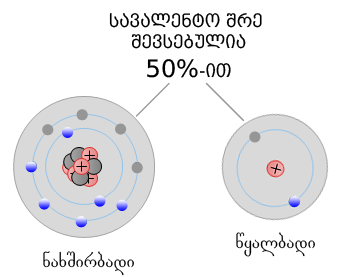 სავალენტო შრე
შევსებულია
50%-ით
ნახშირბადი
წყალბადი